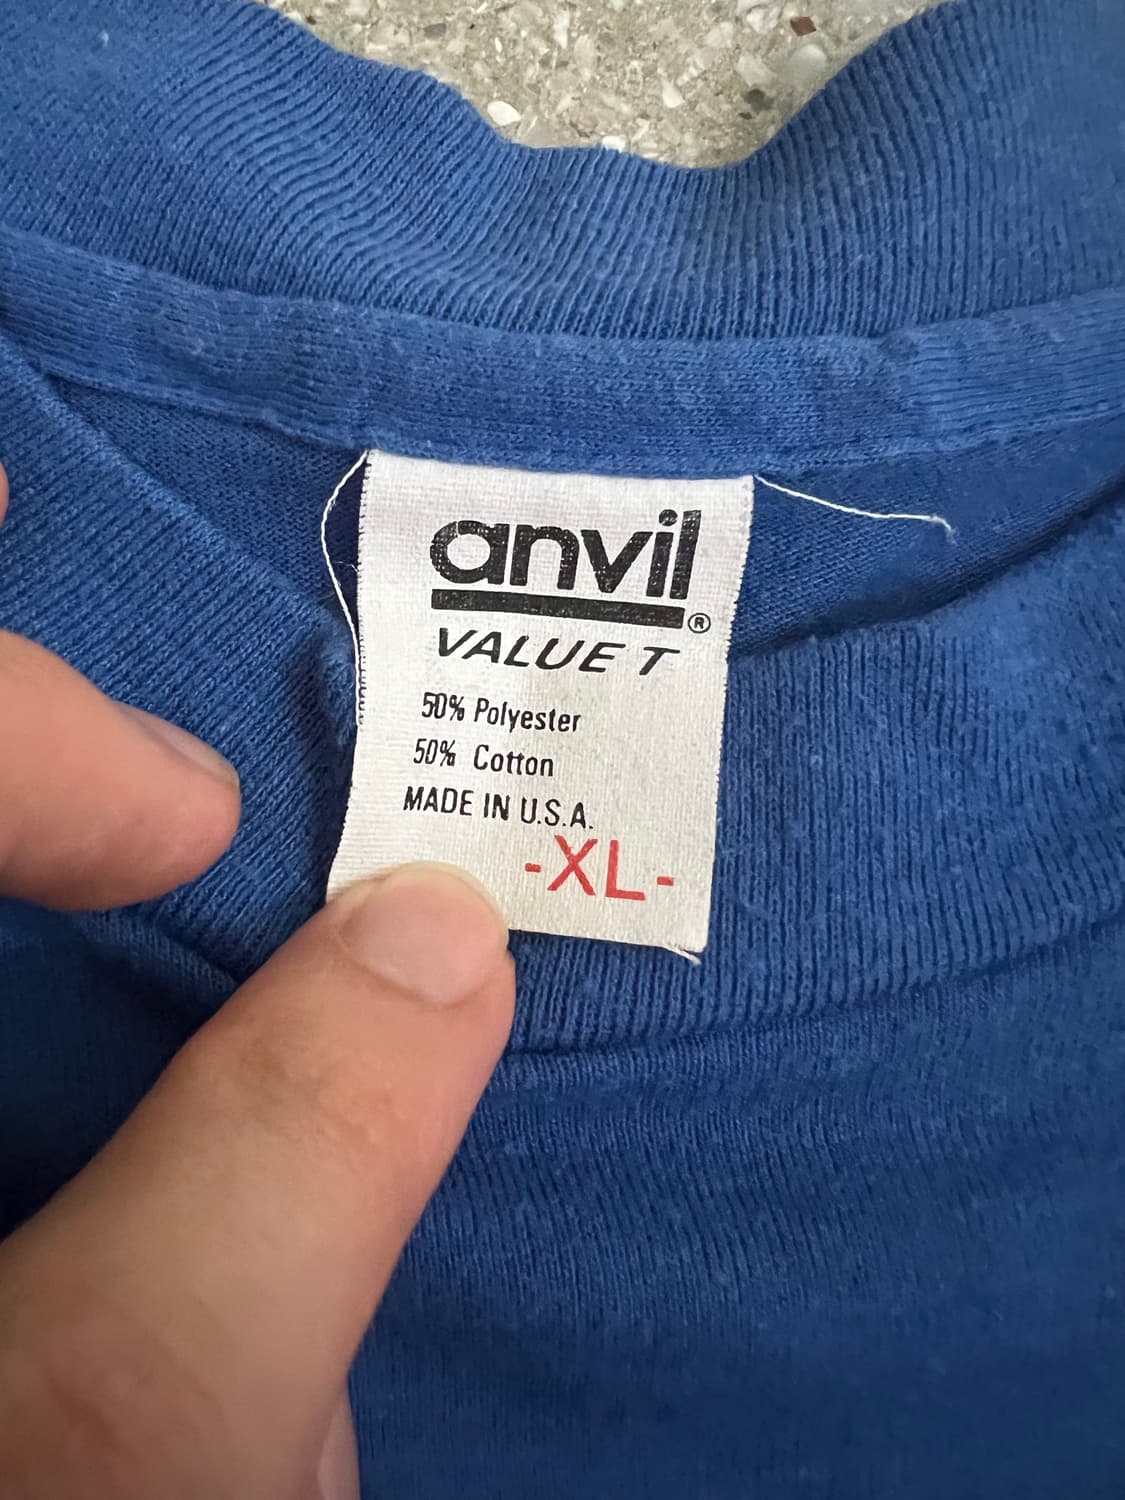 anvil®
VALUE T
50% Polyester
50% Cotton
MADE IN U.S.A.
-XL-